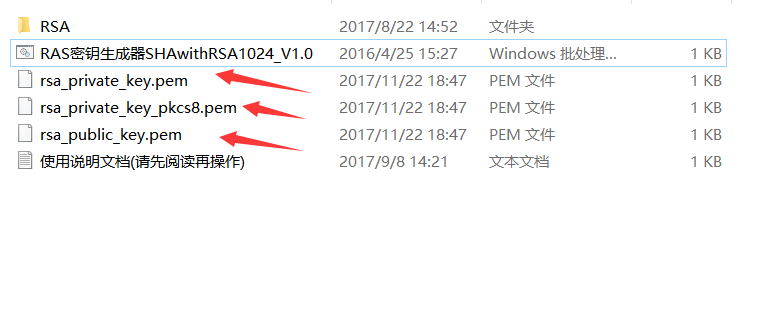 RSA 2017/8/22 14:52 文件夹
RAS密钥生成器SHAwithRSA1024_V1.0 2016/4/25 15:27 Windows 批处理... 1 KB
rsa_private_key.pem 2017/11/22 18:47 PEM 文件 1 KB
rsa_private_key_pkcs8.pem 2017/11/22 18:47 PEM 文件 1 KB
rsa_public_key.pem 2017/11/22 18:47 PEM 文件 1 KB
使用说明文档(请先阅读再操作) 2017/9/8 14:21 文本文档 1 KB